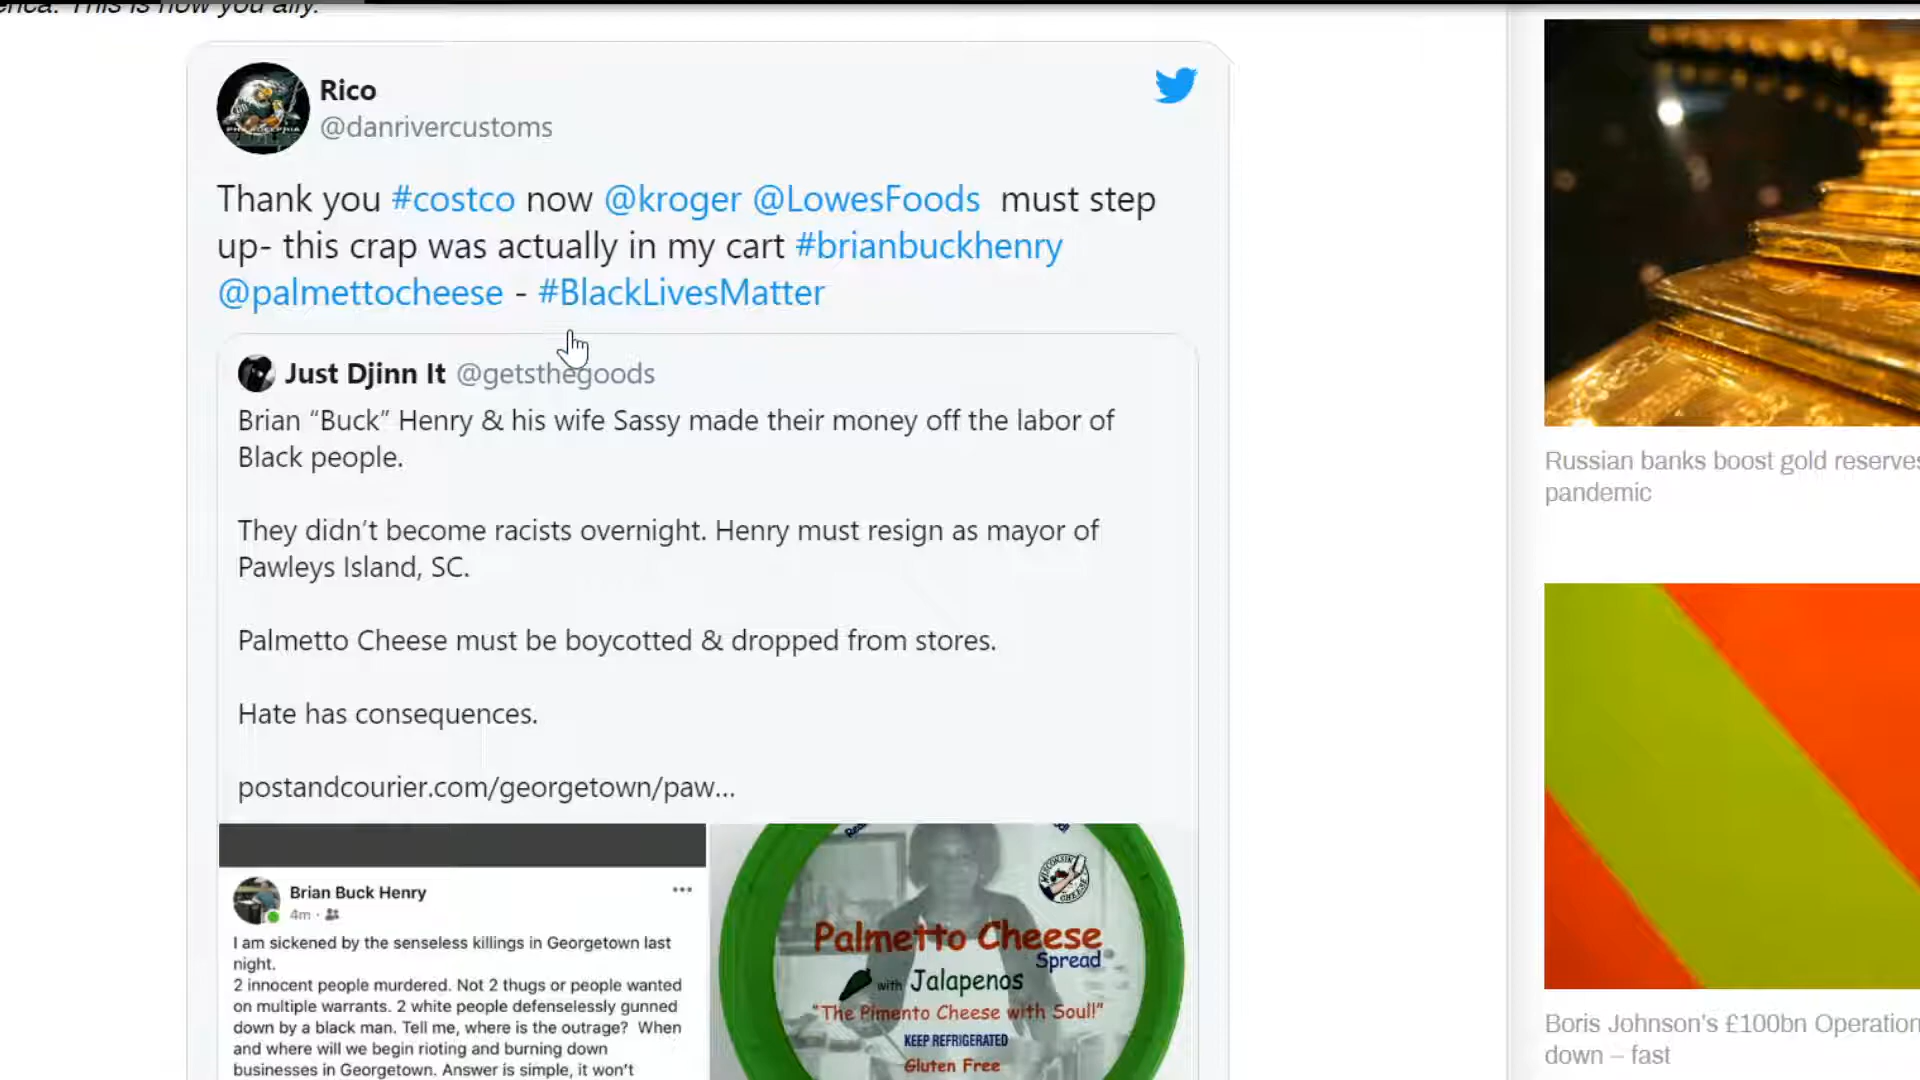 This is how you ally.
Rico
@danrivercustoms
Thank you #costco now @kroger @LowesFoods must step
up- this crap was actually in my cart #brianbuckhenry
@palmettocheese - #BlackLivesMatter
Just Djinn It @getsthegoods
Brian “Buck” Henry & his wife Sassy made their money off the labor of
Black people.
They didn’t become racists overnight. Henry must resign as mayor of
Pawleys Island, SC.
Palmetto Cheese must be boycotted & dropped from stores.
Hate has consequences.
postandcourier.com/georgetown/paw...
Brian Buck Henry
4m ·
I am sickened by the senseless killings in Georgetown last
night.
2 innocent people murdered. Not 2 thugs or people wanted
on multiple warrants. 2 white people defenselessly gunned
down by a black man. Tell me, where is the outrage? When
and where will we begin rioting and burning down
businesses in Georgetown. Answer is simple, it won’t
WISCONSIN
CHEESE
Palmetto Cheese
Spread
with Jalapenos
"The Pimento Cheese with Soul!"
KEEP REFRIGERATED
Gluten Free
Russian banks boost gold reserves
pandemic
Boris Johnson's £100bn Operation
down – fast